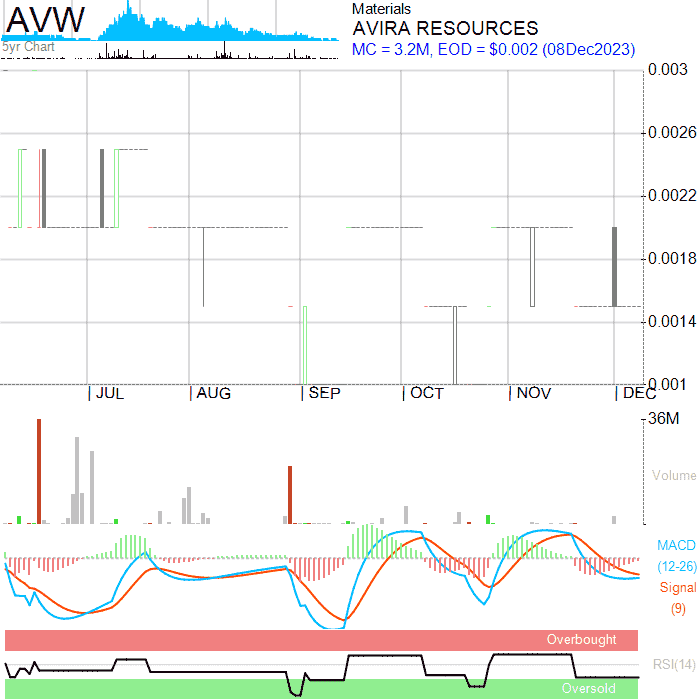 AVW
5yr Chart
Materials
AVIRA RESOURCES
MC = 3.2M, EOD = $0.002 (08Dec2023)
0.003
0.0026
0.0022
0.0018
0.0014
0.001
JUL AUG SEP OCT NOV DEC
36M
Volume
MACD
(12-26)
Signal
(9)
Overbought
RSI(14)
Oversold